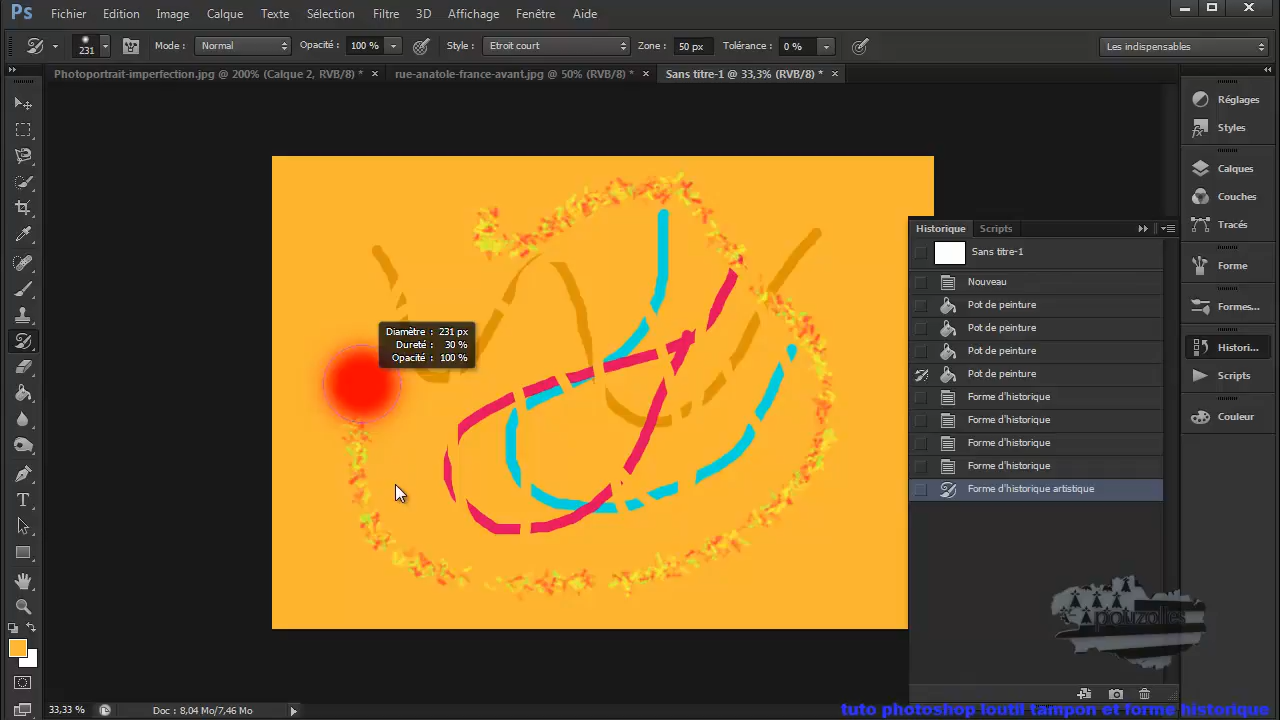 Ps Fichier Edition Image Calque Texte Sélection Filtre 3D Affichage Fenêtre Aide
231 Mode : Normal Opacité : 100 % Style : Etroit court Zone : 50 px Tolérance : 0 % Les indispensables
Photoportrait-imperfection.jpg @ 200% (Calque 2, RVB/8) * × rue-anatole-france-avant.jpg @ 50% (RVB/8) * × Sans titre-1 @ 33,3% (RVB/8) * ×
Réglages
Styles
Calques
Couches
Tracés
Forme
Formes...
Histori...
Scripts
Couleur
Historique Scripts
Sans titre-1
Nouveau
Pot de peinture
Pot de peinture
Pot de peinture
Pot de peinture
Forme d'historique
Forme d'historique
Forme d'historique
Forme d'historique
Forme d'historique artistique
Diamètre : 231 px
Dureté : 30 %
Opacité : 100 %
pouzelles
33,33 % Doc : 8,04 Mo/7,46 Mo
tuto photoshop loutil tampon et forme historique